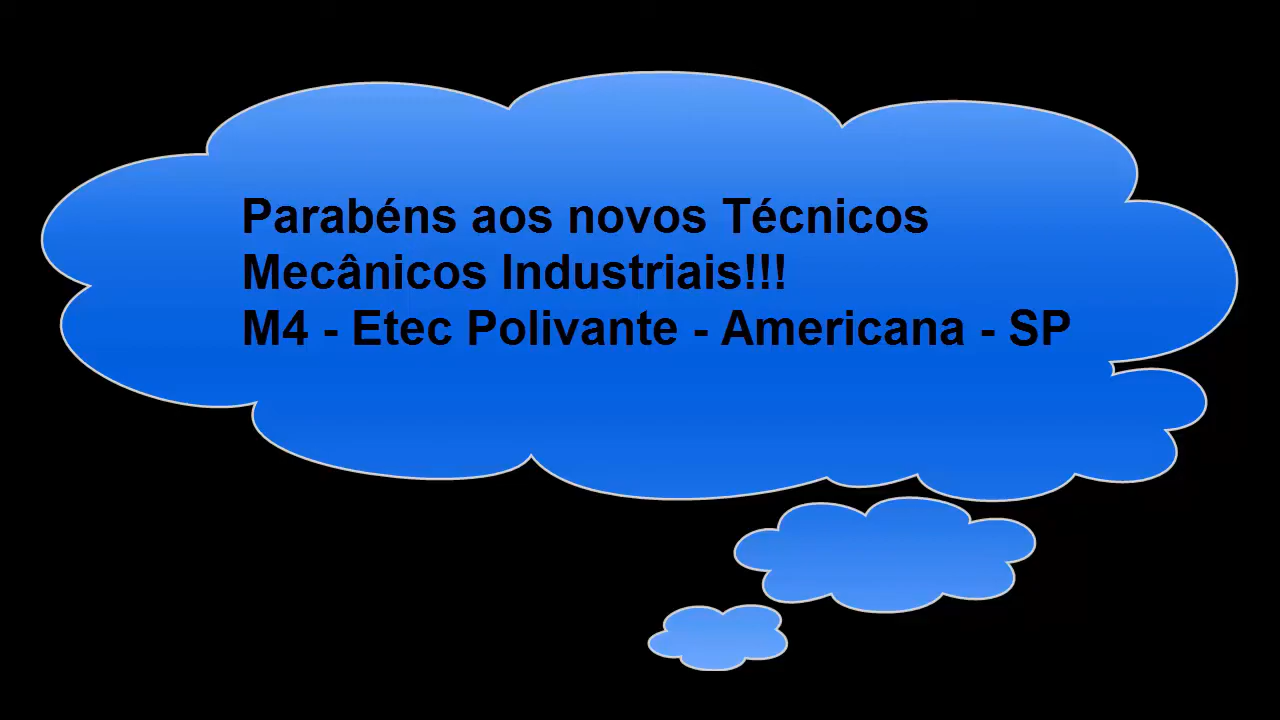 Parabéns aos novos Técnicos
Mecânicos Industriais!!!
M4 - Etec Polivante - Americana - SP